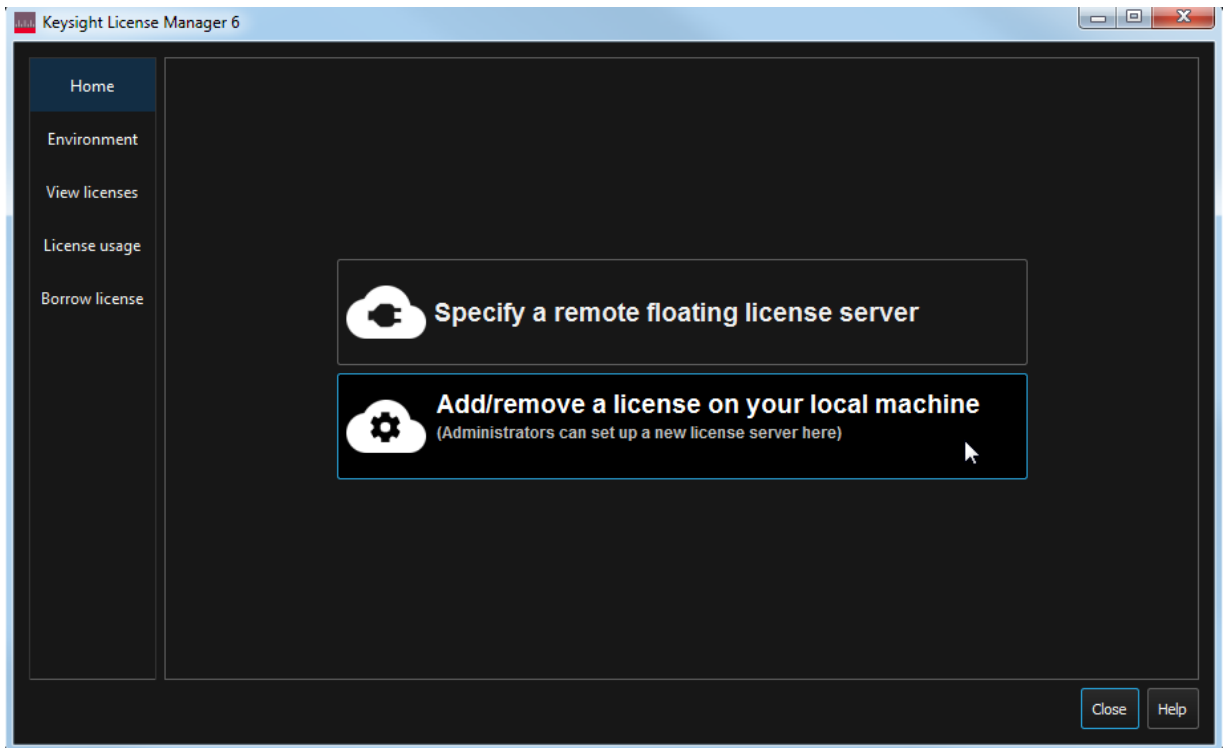 Keysight License Manager 6
Home
Environment
View licenses
License usage
Borrow license
Specify a remote floating license server
Add/remove a license on your local machine
(Administrators can set up a new license server here)
Close
Help